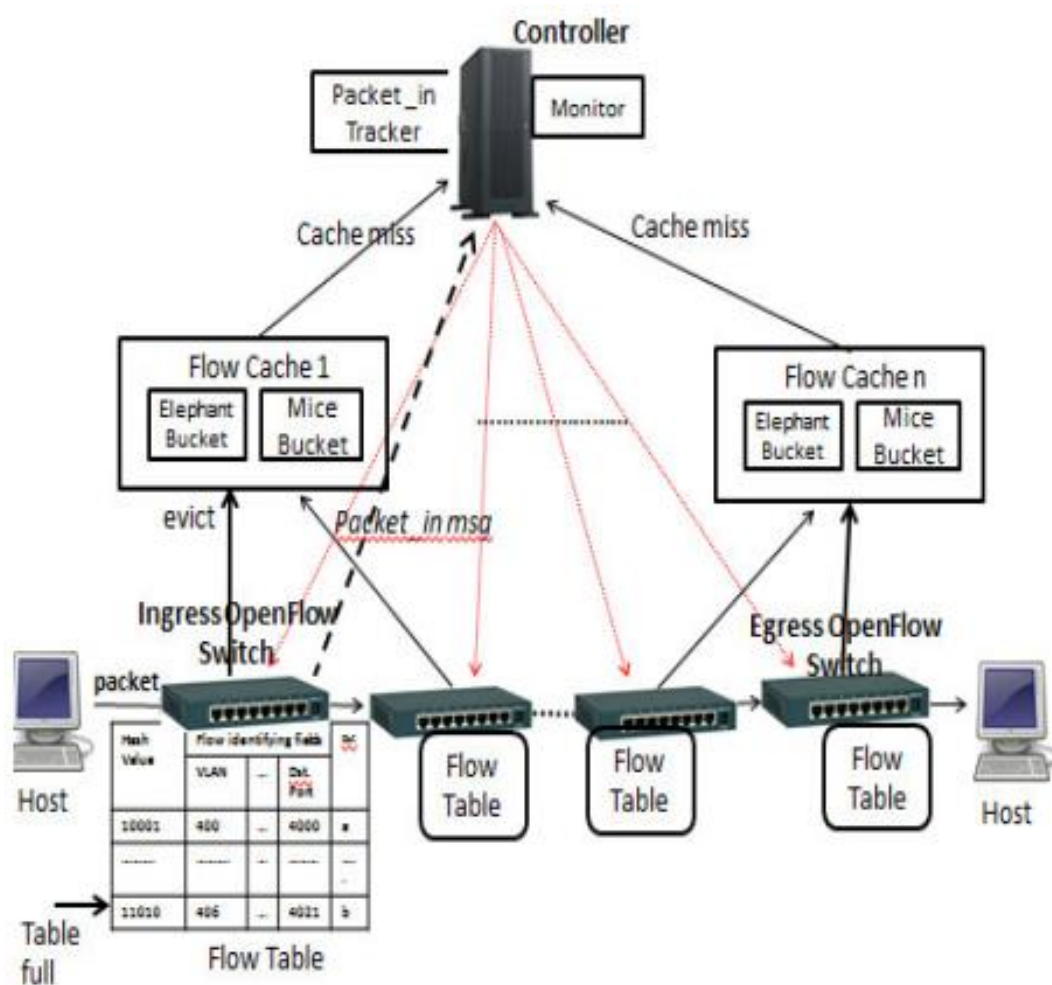 Controller
Packet_in
Tracker
Monitor
Cache miss
Cache miss
Flow Cache 1
Elephant
Bucket
Mice
Bucket
Flow Cache n
Elephant
Bucket
Mice
Bucket
evict
Packet_in msg
Ingress OpenFlow
Switch
Egress OpenFlow
Switch
packet
Host
Hash
Value
Flow identifying fields
VLAN
...
Dst.
Port
10001 400 ... 4000 a
11010 406 ... 4021 b
Table
full
Flow Table
Flow
Table
Flow
Table
Flow
Table
Host